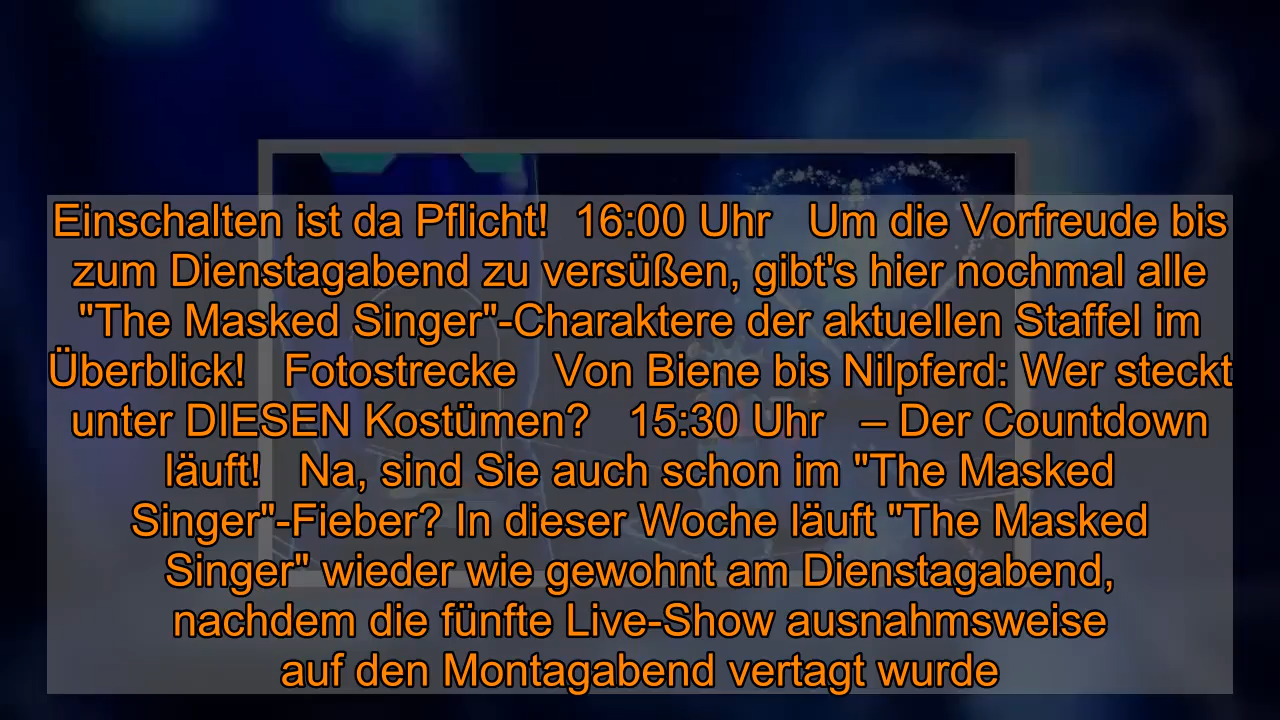 Einschalten ist da Pflicht!  16:00 Uhr   Um die Vorfreude bis
zum Dienstagabend zu versüßen, gibt's hier nochmal alle
"The Masked Singer"-Charaktere der aktuellen Staffel im
Überblick!   Fotostrecke   Von Biene bis Nilpferd: Wer steckt
unter DIESEN Kostümen?   15:30 Uhr   – Der Countdown
läuft!   Na, sind Sie auch schon im "The Masked
Singer"-Fieber? In dieser Woche läuft "The Masked
Singer" wieder wie gewohnt am Dienstagabend,
nachdem die fünfte Live-Show ausnahmsweise
auf den Montagabend vertagt wurde